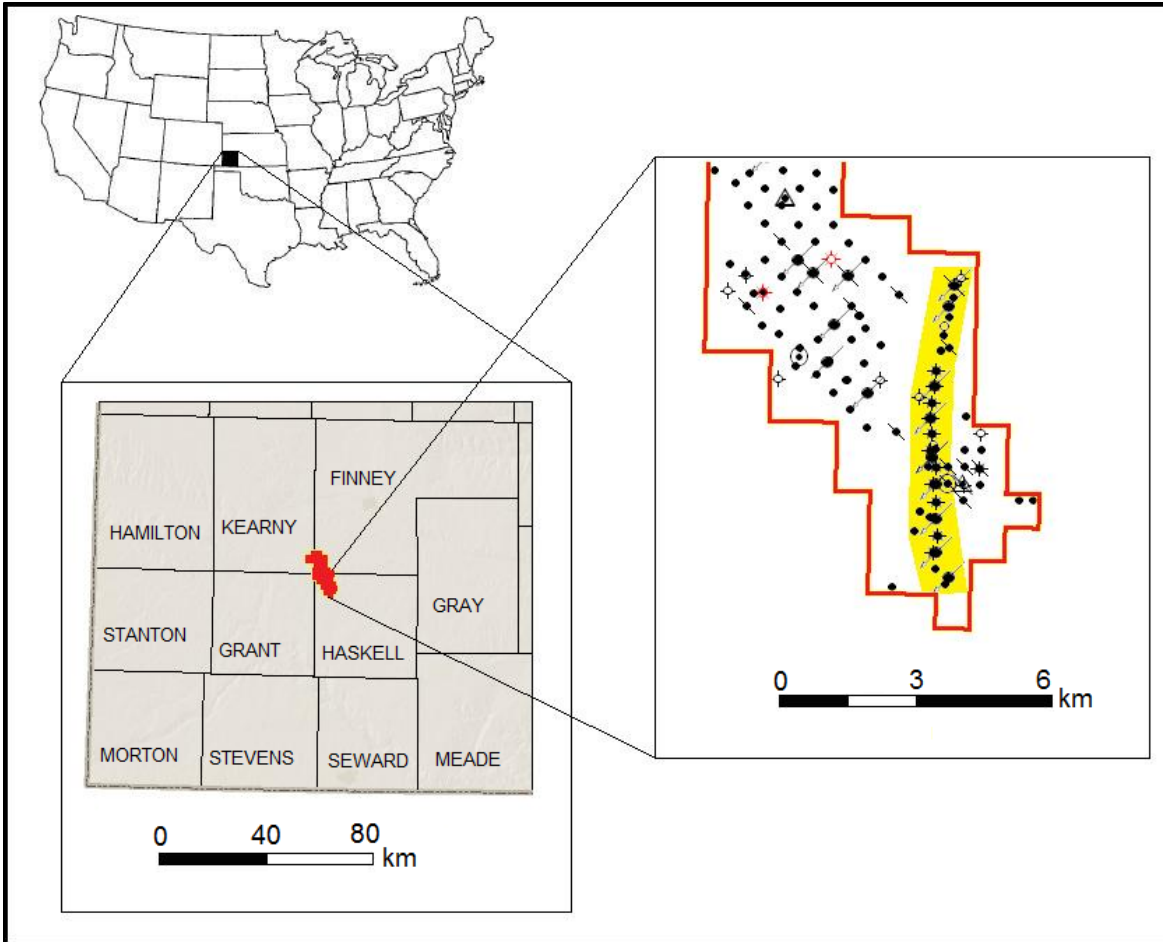 FINNEY
HAMILTON
KEARNY
STANTON
GRANT
HASKELL
GRAY
MORTON
STEVENS
SEWARD
MEADE
0 40 80
km
0 3 6
km